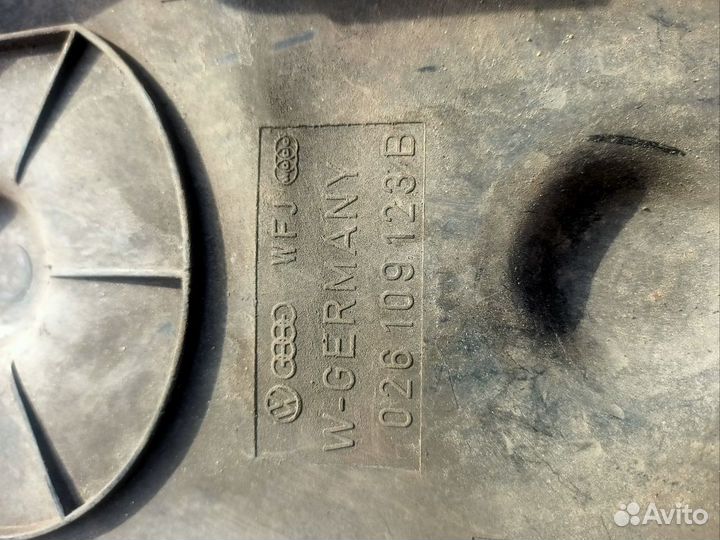 WFJ
W-GERMANY
026 109 123 B
Avito